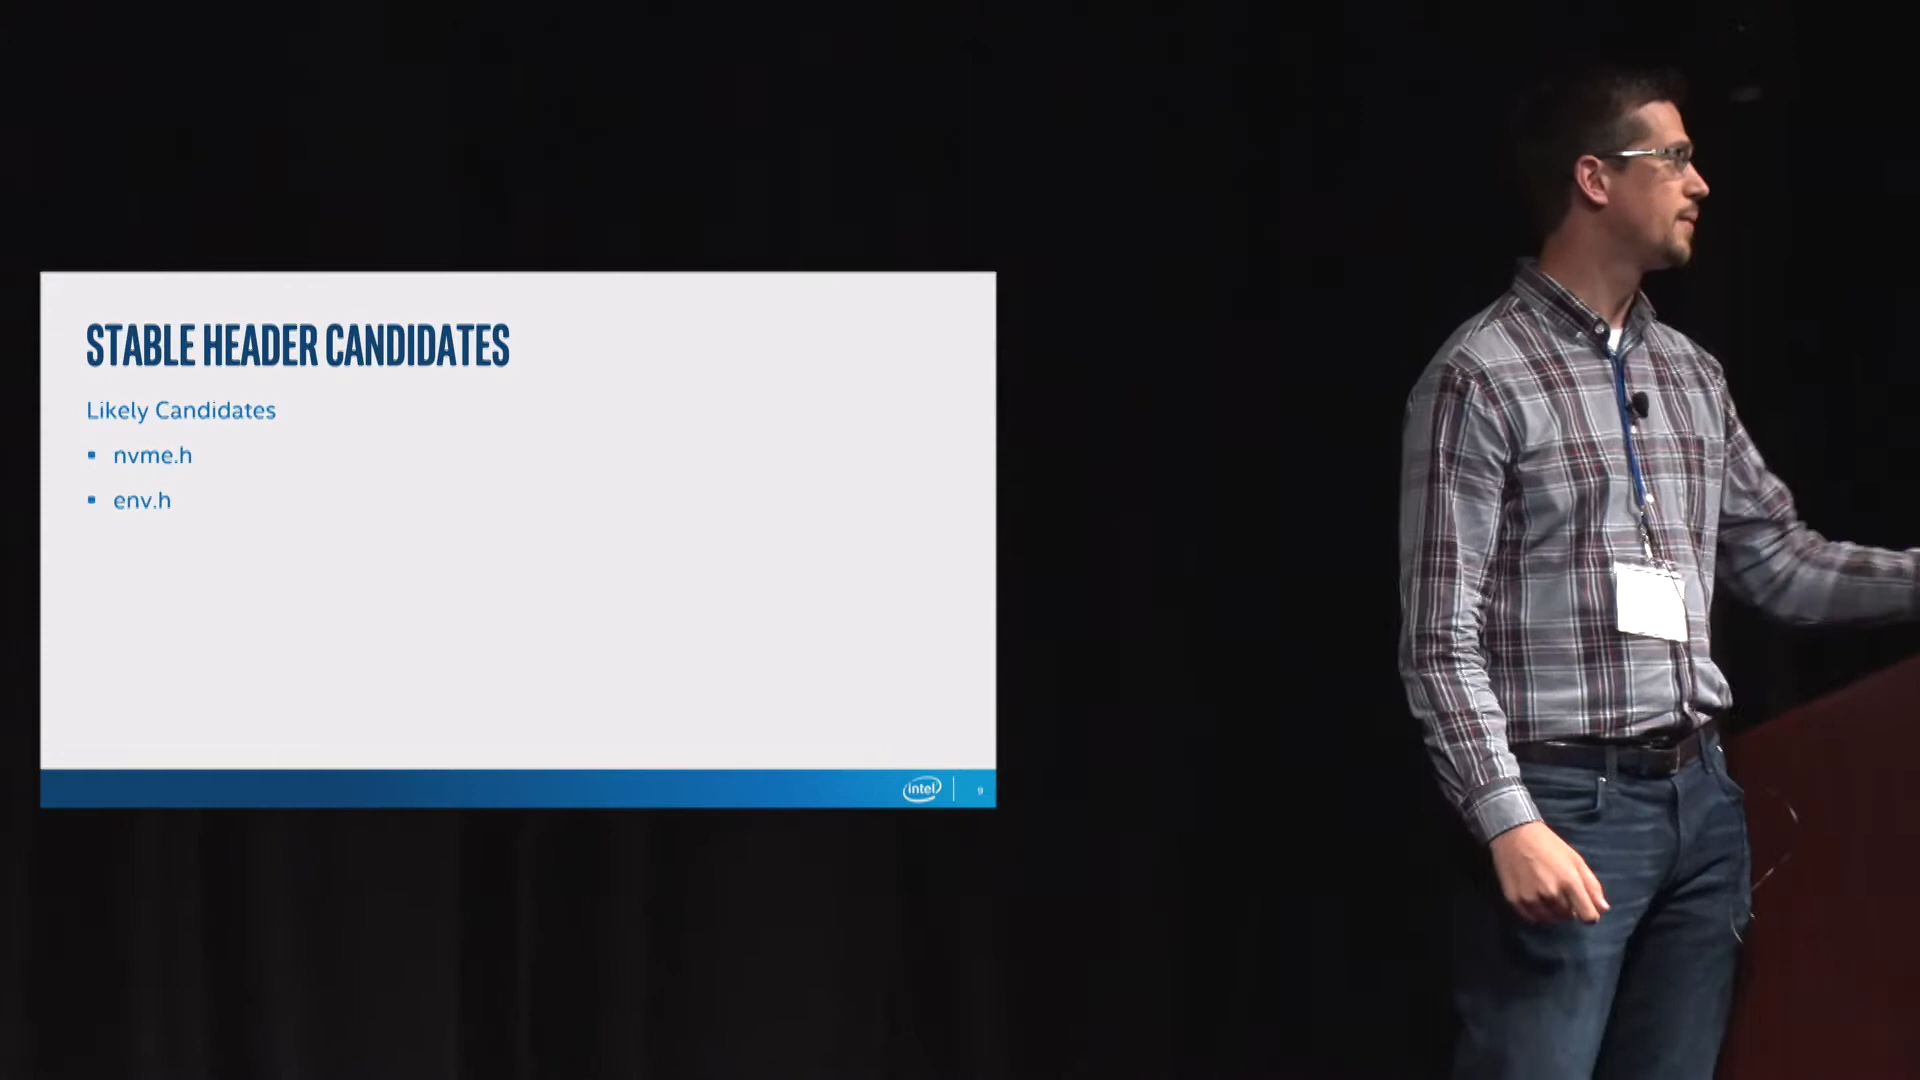 STABLE HEADER CANDIDATES
Likely Candidates
▪ nvme.h
▪ env.h
intel
9